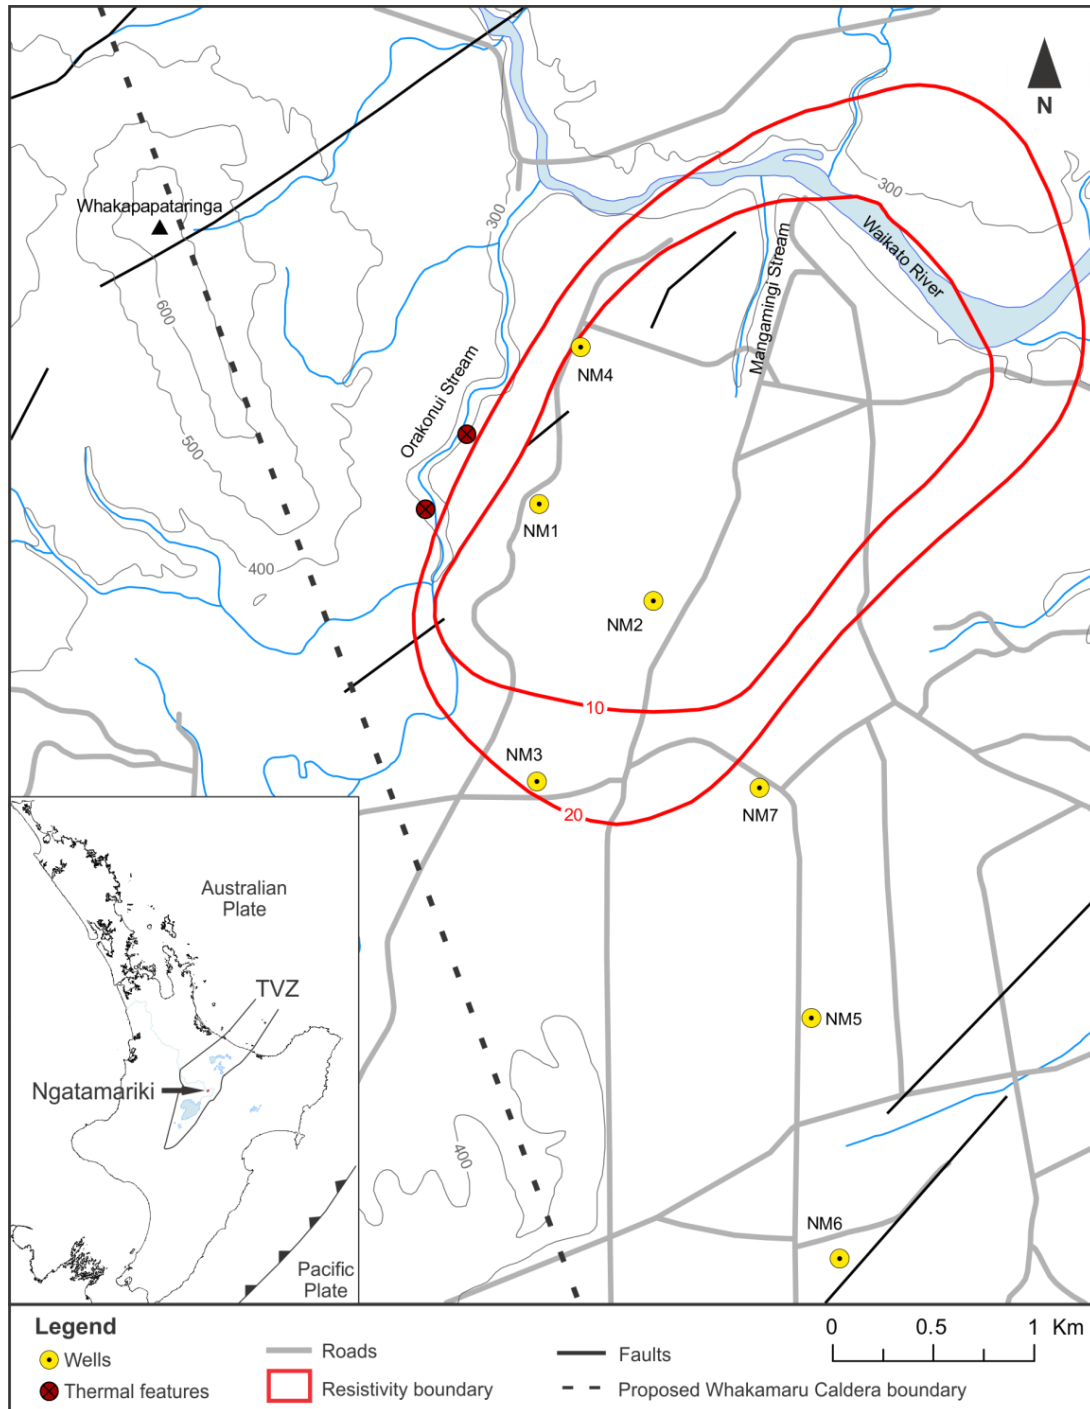 N
Whakapapataringa
300
300
Waikato River
Mangamingi Stream
600
NM4
Orakonui Stream
500
NM1
400
NM2
10
NM3
20
NM7
Australian
Plate
TVZ
Ngatamariki
NM5
400
NM6
Pacific
Plate
Legend
Wells
Thermal features
Roads
Resistivity boundary
Faults
Proposed Whakamaru Caldera boundary
0 0.5 1 Km